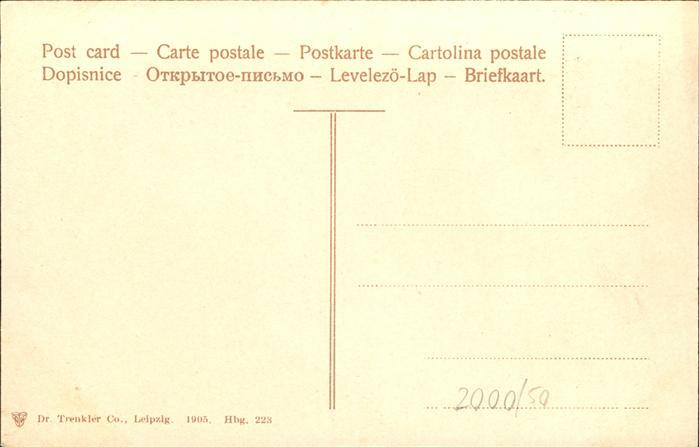 Post card — Carte postale — Postkarte — Cartolina postale
Dopisnice - Открытое-письмо – Levelezö-Lap – Briefkaart.
Dr. Trenkler Co., Leipzig. 1905. Hbg. 223
2000/50